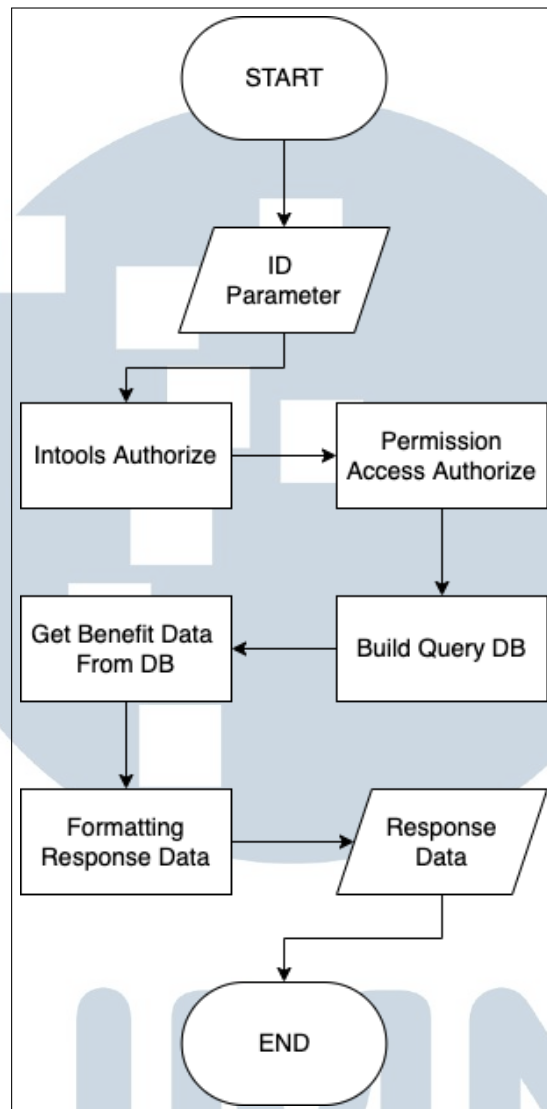 START
ID
Parameter
Intools Authorize
Permission
Access Authorize
Build Query DB
Get Benefit Data
From DB
Formatting
Response Data
Response
Data
END